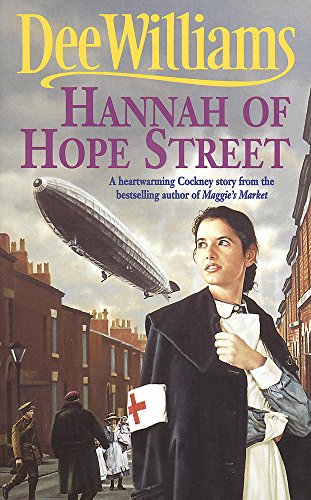 Dee Williams
HANNAH OF
HOPE STREET
A heartwarming Cockney story from the
bestselling author of Maggie's Market